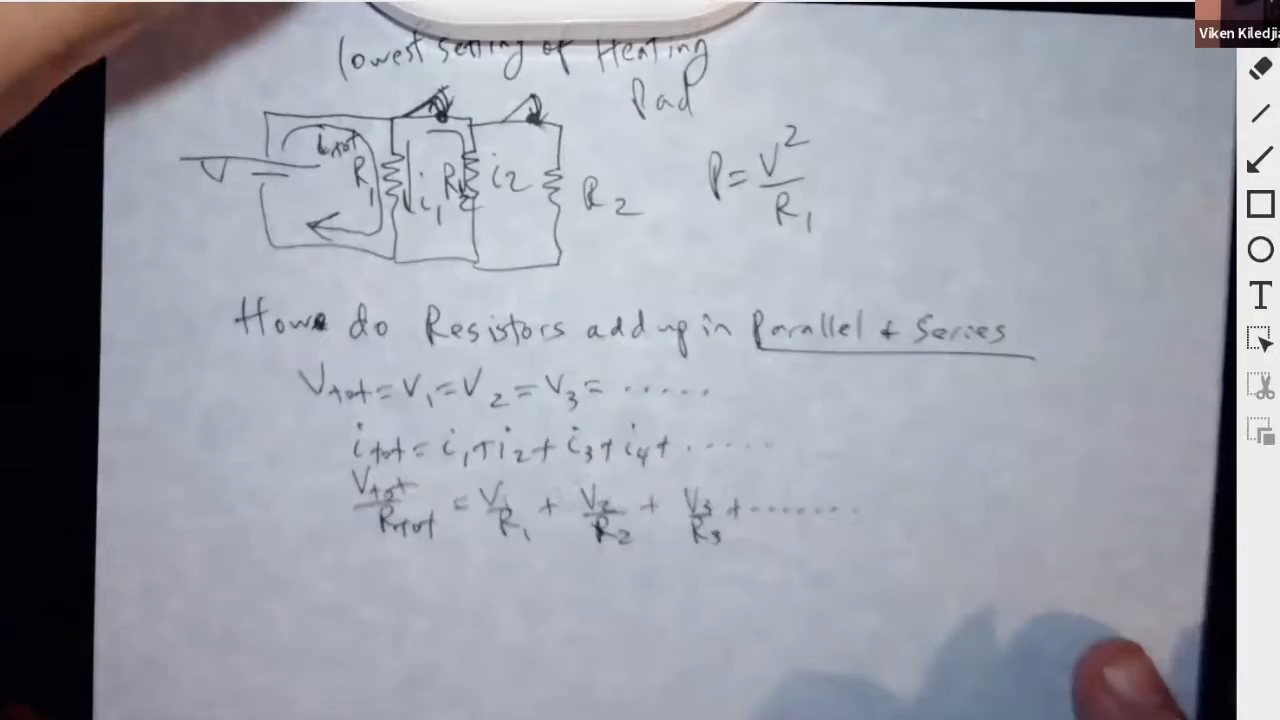 Viken Kiledjia
lowest setting of Heating
Pad
V
itot
R1
i1
R2
i2
R2
P = V²/R1
How do Resistors add up in Parallel + Series
Vtot = V1 = V2 = V3 = .....
itot = i1 + i2 + i3 + i4 + ......
Vtot/Rtot = V1/R1 + V2/R2 + V3/R3 + .......
T